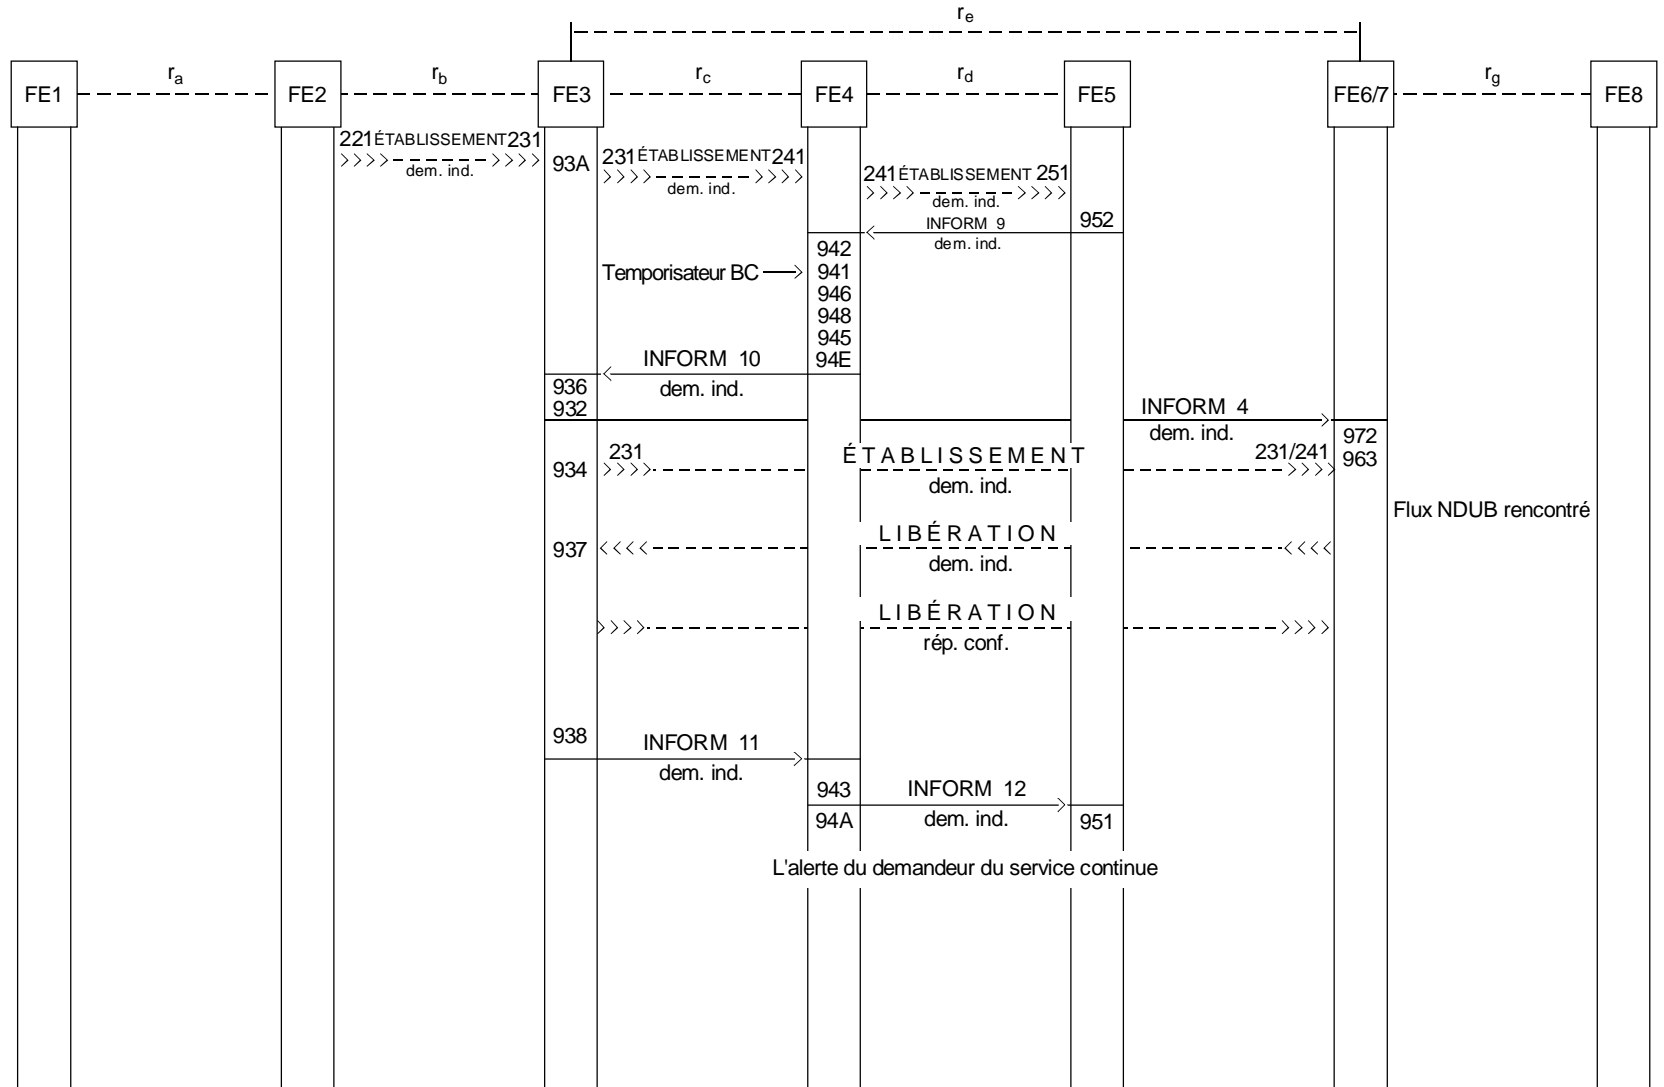 re
ra rb rc rd rg
FE1 FE2 FE3 FE4 FE5 FE6/7 FE8
221 ÉTABLISSEMENT 231
dem. ind.
93A
231 ÉTABLISSEMENT 241
dem. ind.
241 ÉTABLISSEMENT 251
dem. ind.
INFORM 9
952
dem. ind.
942
Temporisateur BC
941
946
948
945
94E
INFORM 10
dem. ind.
936
932
INFORM 4
dem. ind.
972
934
231
ÉTABLISSEMENT
231/241
963
dem. ind.
Flux NDUB rencontré
937
LIBÉRATION
dem. ind.
LIBÉRATION
rép. conf.
938
INFORM 11
dem. ind.
943
INFORM 12
94A
dem. ind.
951
L'alerte du demandeur du service continue